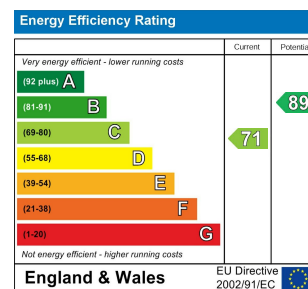 Energy Efficiency Rating
Current Potentia
Very energy efficient - lower running costs
(92 plus) A
(81-91) B
89
(69-80) C
71
(55-68) D
(39-54) E
(21-38) F
(1-20) G
Not energy efficient - higher running costs
England & Wales
EU Directive
2002/91/EC